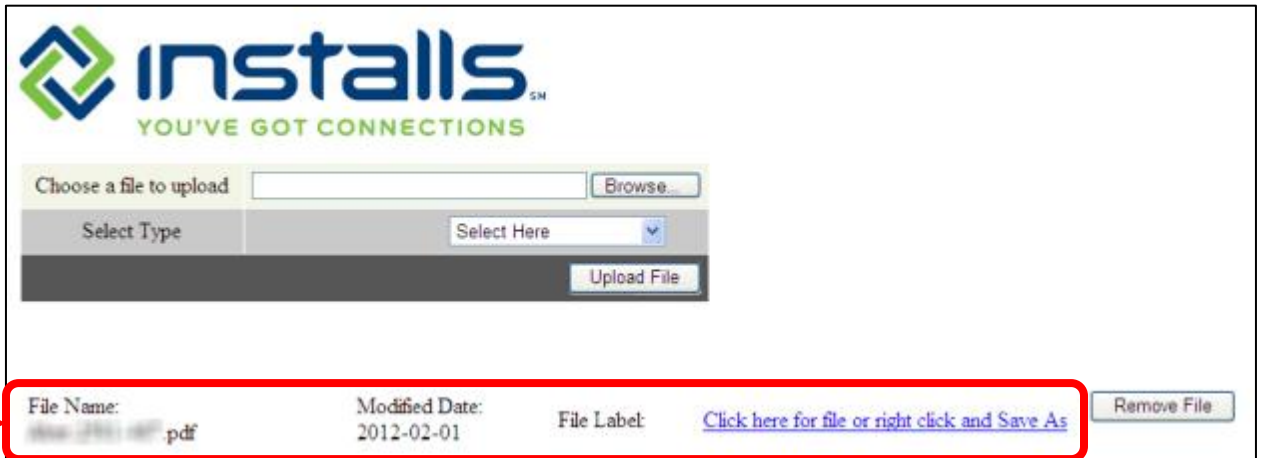 installs SM
YOU'VE GOT CONNECTIONS
Choose a file to upload Browse...
Select Type Select Here
Upload File
File Name: Modified Date: File Label: Click here for file or right click and Save As Remove File
.pdf 2012-02-01